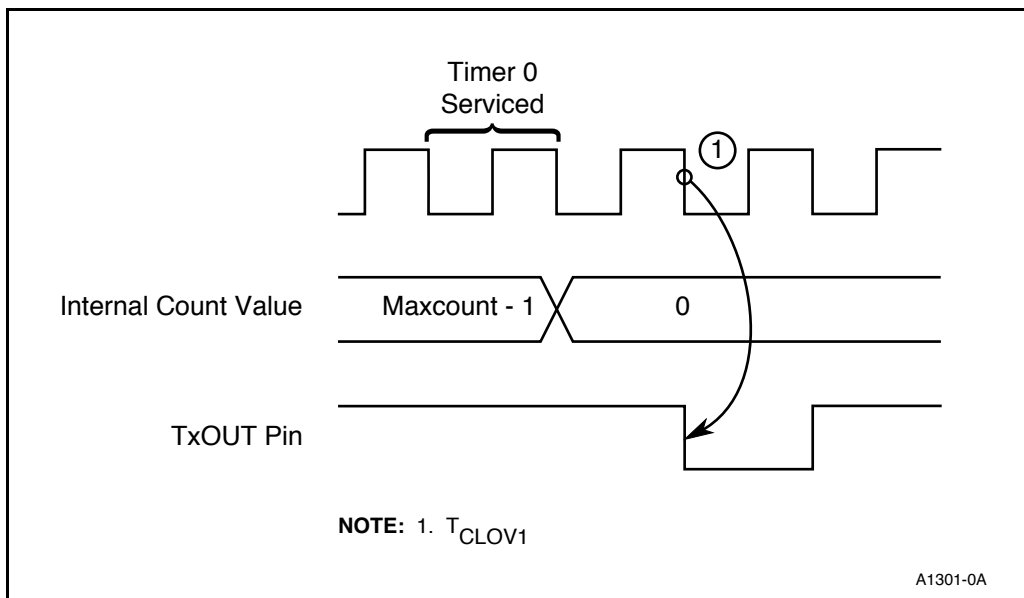 Timer 0
Serviced
1
Internal Count Value
Maxcount - 1
0
TxOUT Pin
NOTE: 1. TCLOV1
A1301-0A